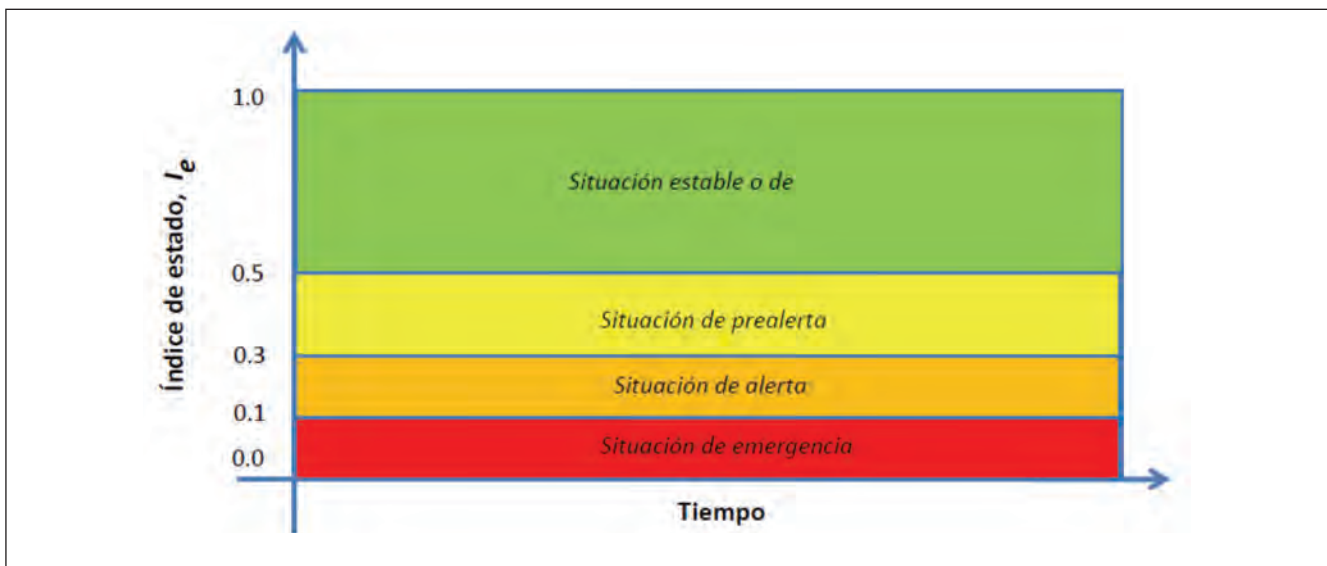 1.0
Situación estable o de
0.5
Situación de prealerta
0.3
Situación de alerta
0.1
Situación de emergencia
0.0
Índice de estado, Ie
Tiempo